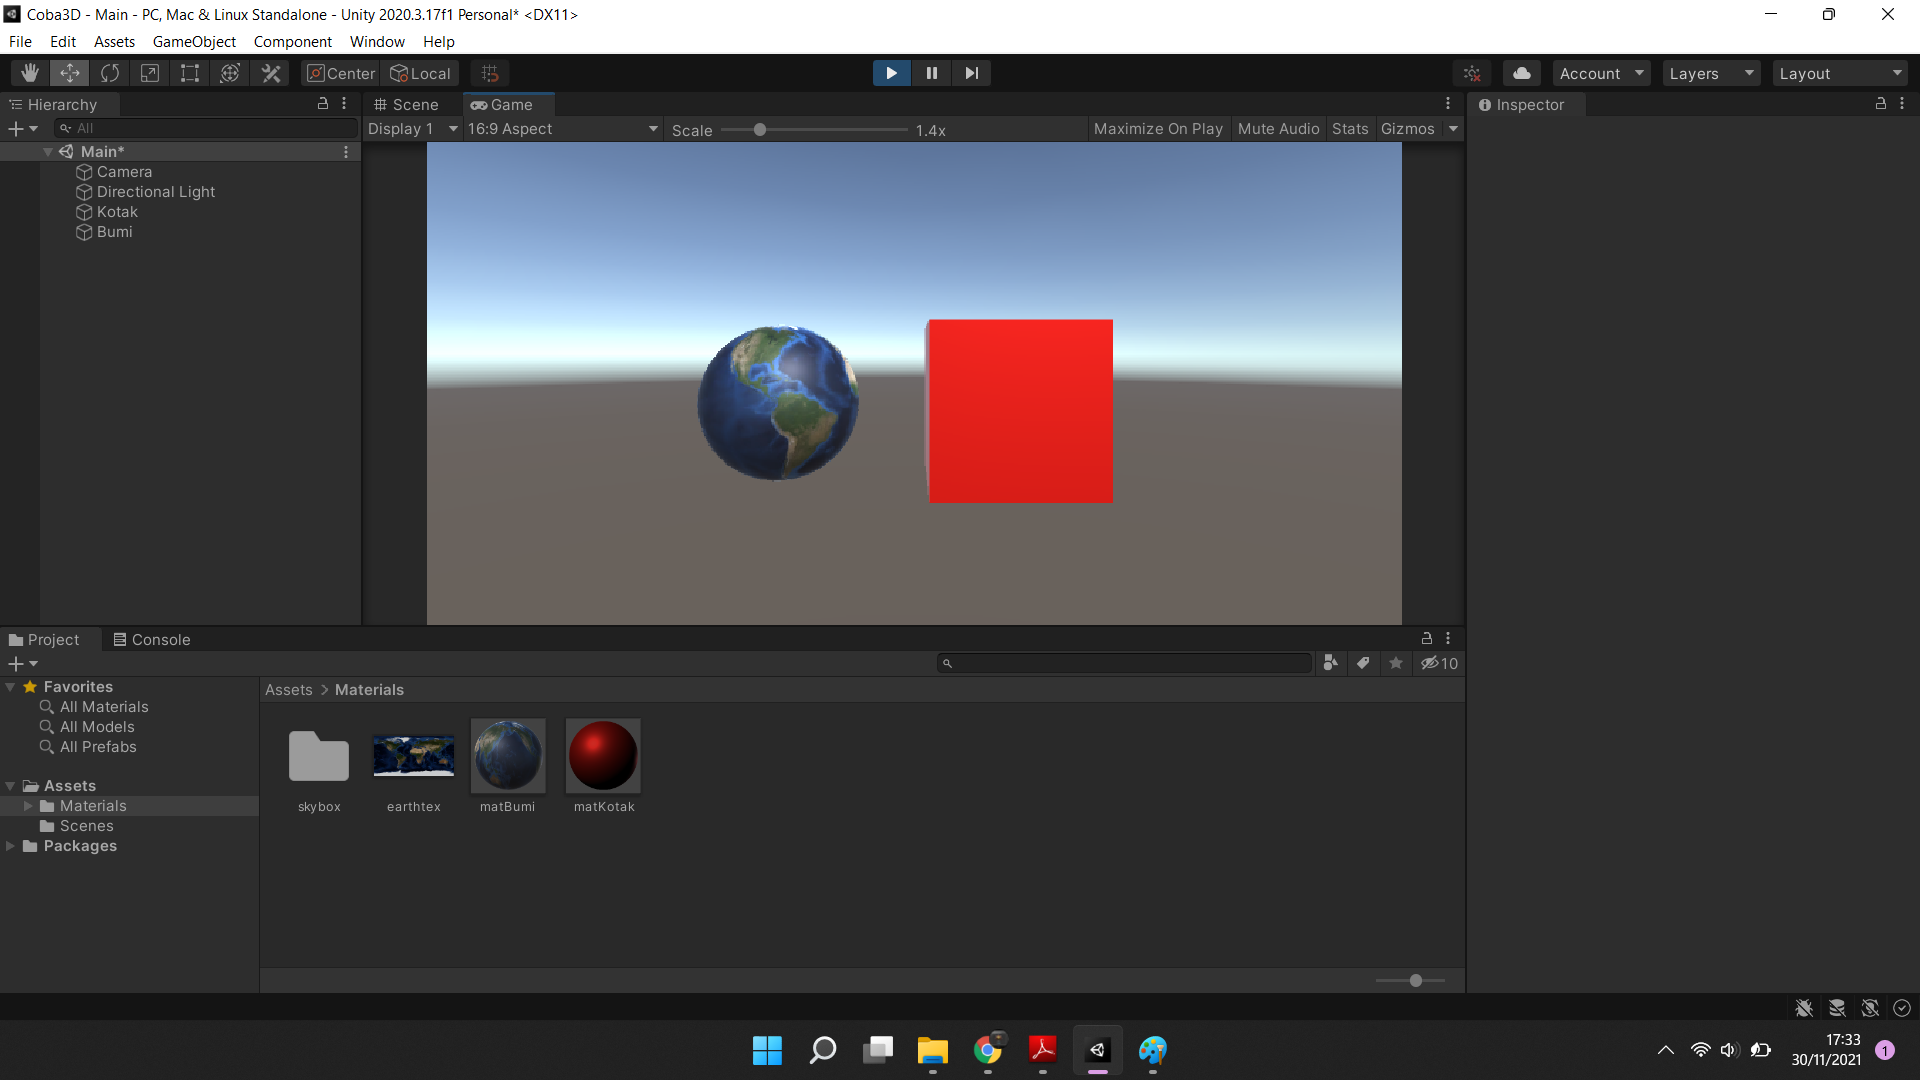 Coba3D - Main - PC, Mac & Linux Standalone - Unity 2020.3.17f1 Personal* <DX11>
File Edit Assets GameObject Component Window Help
Center Local Account Layers Layout
Hierarchy Scene Game Inspector
All Display 1 16:9 Aspect Scale 1.4x Maximize On Play Mute Audio Stats Gizmos
Main*
Camera
Directional Light
Kotak
Bumi
Project Console
10
Favorites
All Materials
All Models
All Prefabs
Assets
Materials
Scenes
Packages
Assets > Materials
skybox earthtex matBumi matKotak
17:33
30/11/2021
1